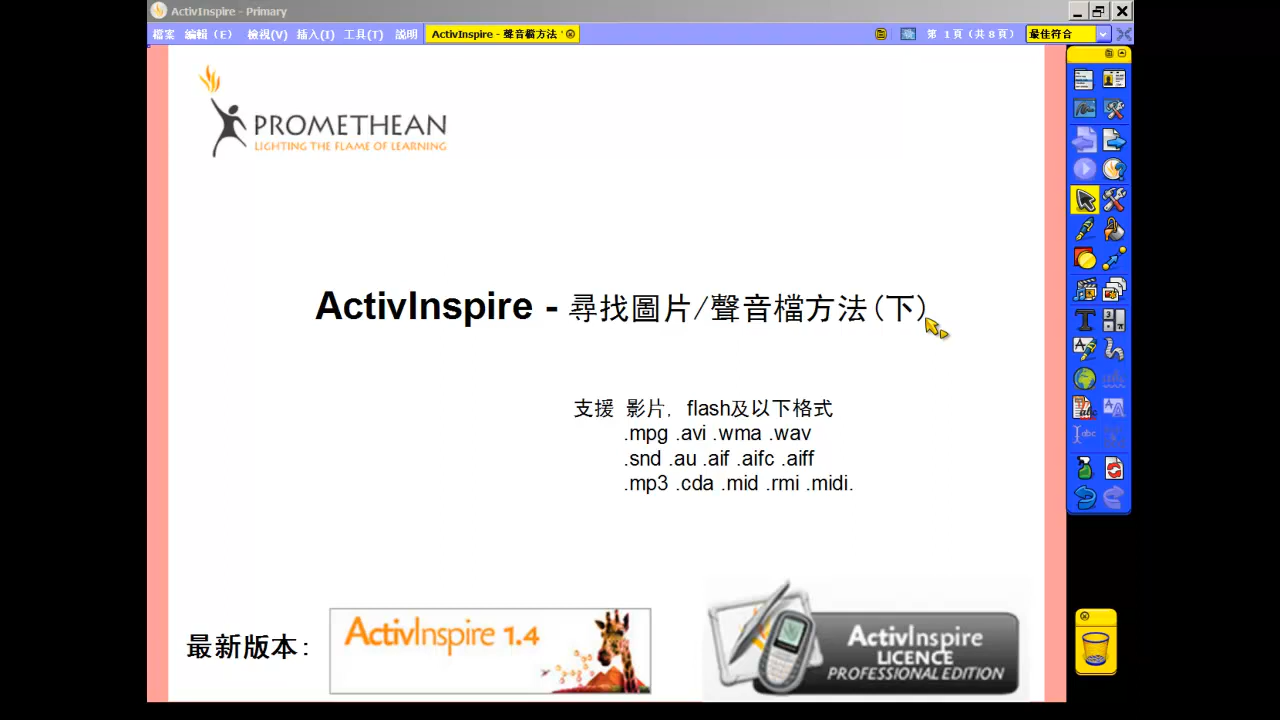 ActivInspire - Primary
檔案 編輯（E） 檢視(V) 插入(I) 工具(T) 說明 ActivInspire - 聲音檔方法 第 1頁（共8頁） 最佳符合
PROMETHEAN
LIGHTING THE FLAME OF LEARNING
ActivInspire - 尋找圖片/聲音檔方法(下)
支援 影片, flash及以下格式
.mpg .avi .wma .wav
.snd .au .aif .aifc .aiff
.mp3 .cda .mid .rmi .midi.
最新版本:
ActivInspire 1.4
ActivInspire
LICENCE
PROFESSIONAL EDITION